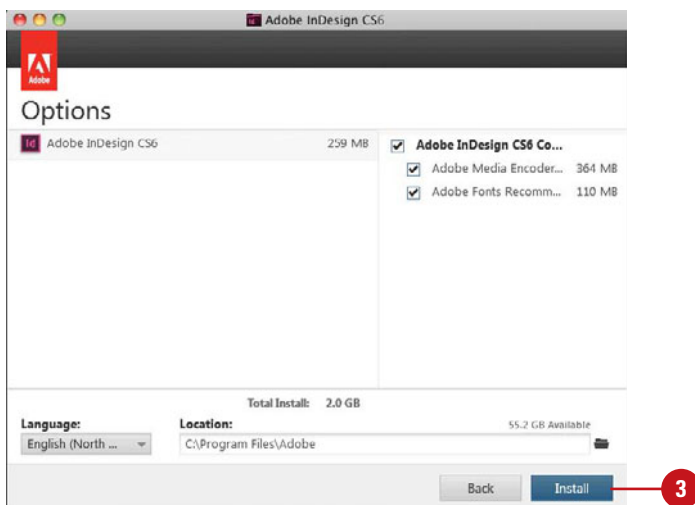 Adobe InDesign CS6
Adobe
Options
Id Adobe InDesign CS6 259 MB
Adobe InDesign CS6 Co...
Adobe Media Encoder... 364 MB
Adobe Fonts Recomm... 110 MB
Total Install: 2.0 GB
Language: Location: 55.2 GB Available
English (North ... C:\Program Files\Adobe
Back Install 3